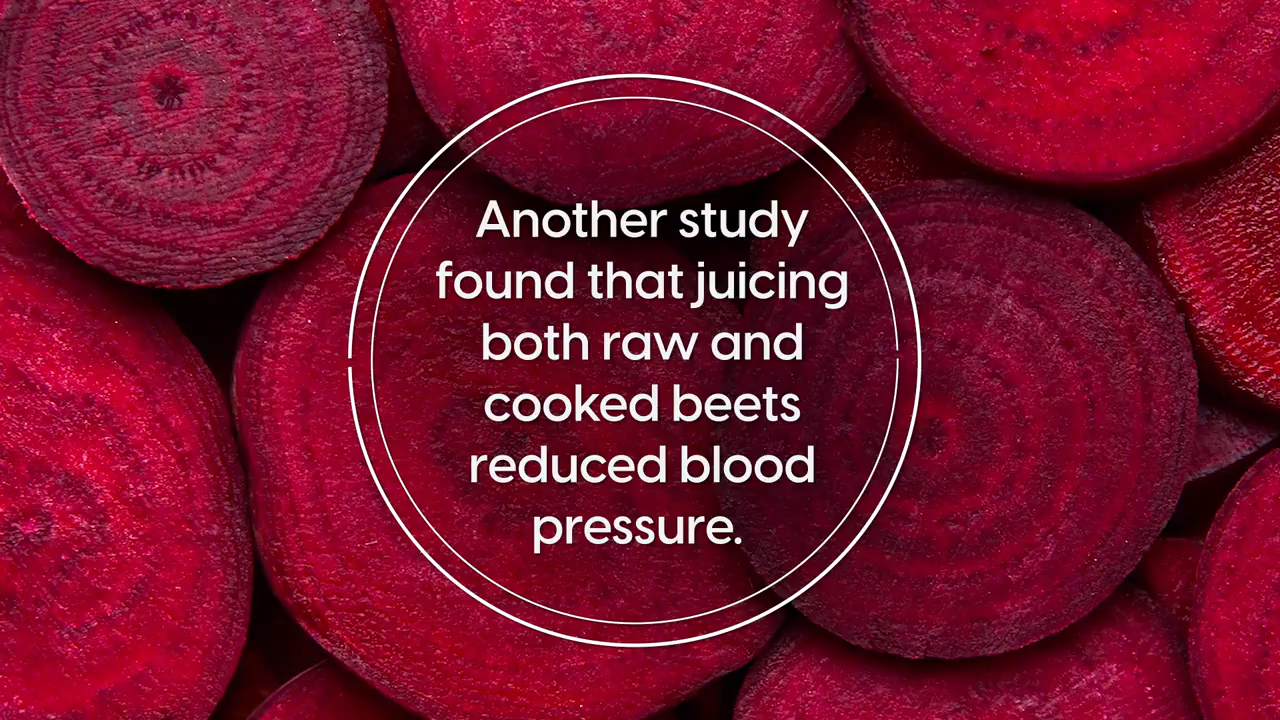 Another study
found that juicing
both raw and
cooked beets
reduced blood
pressure.